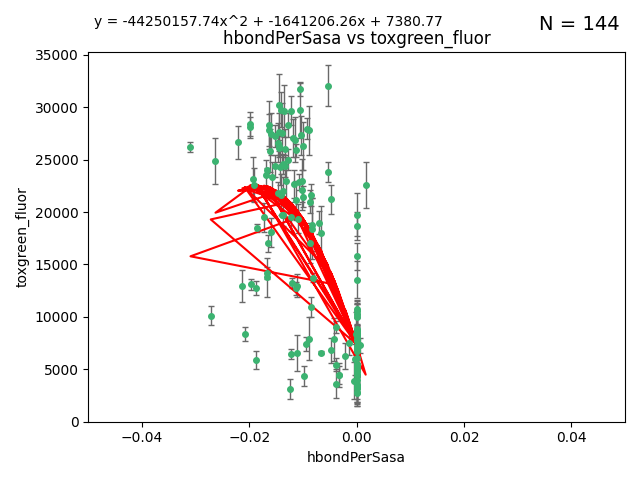 y = -44250157.74x^2 + -1641206.26x + 7380.77
N = 144
hbondPerSasa vs toxgreen_fluor
toxgreen_fluor
35000
30000
25000
20000
15000
10000
5000
0
−0.04
−0.02
0.00
0.02
0.04
hbondPerSasa